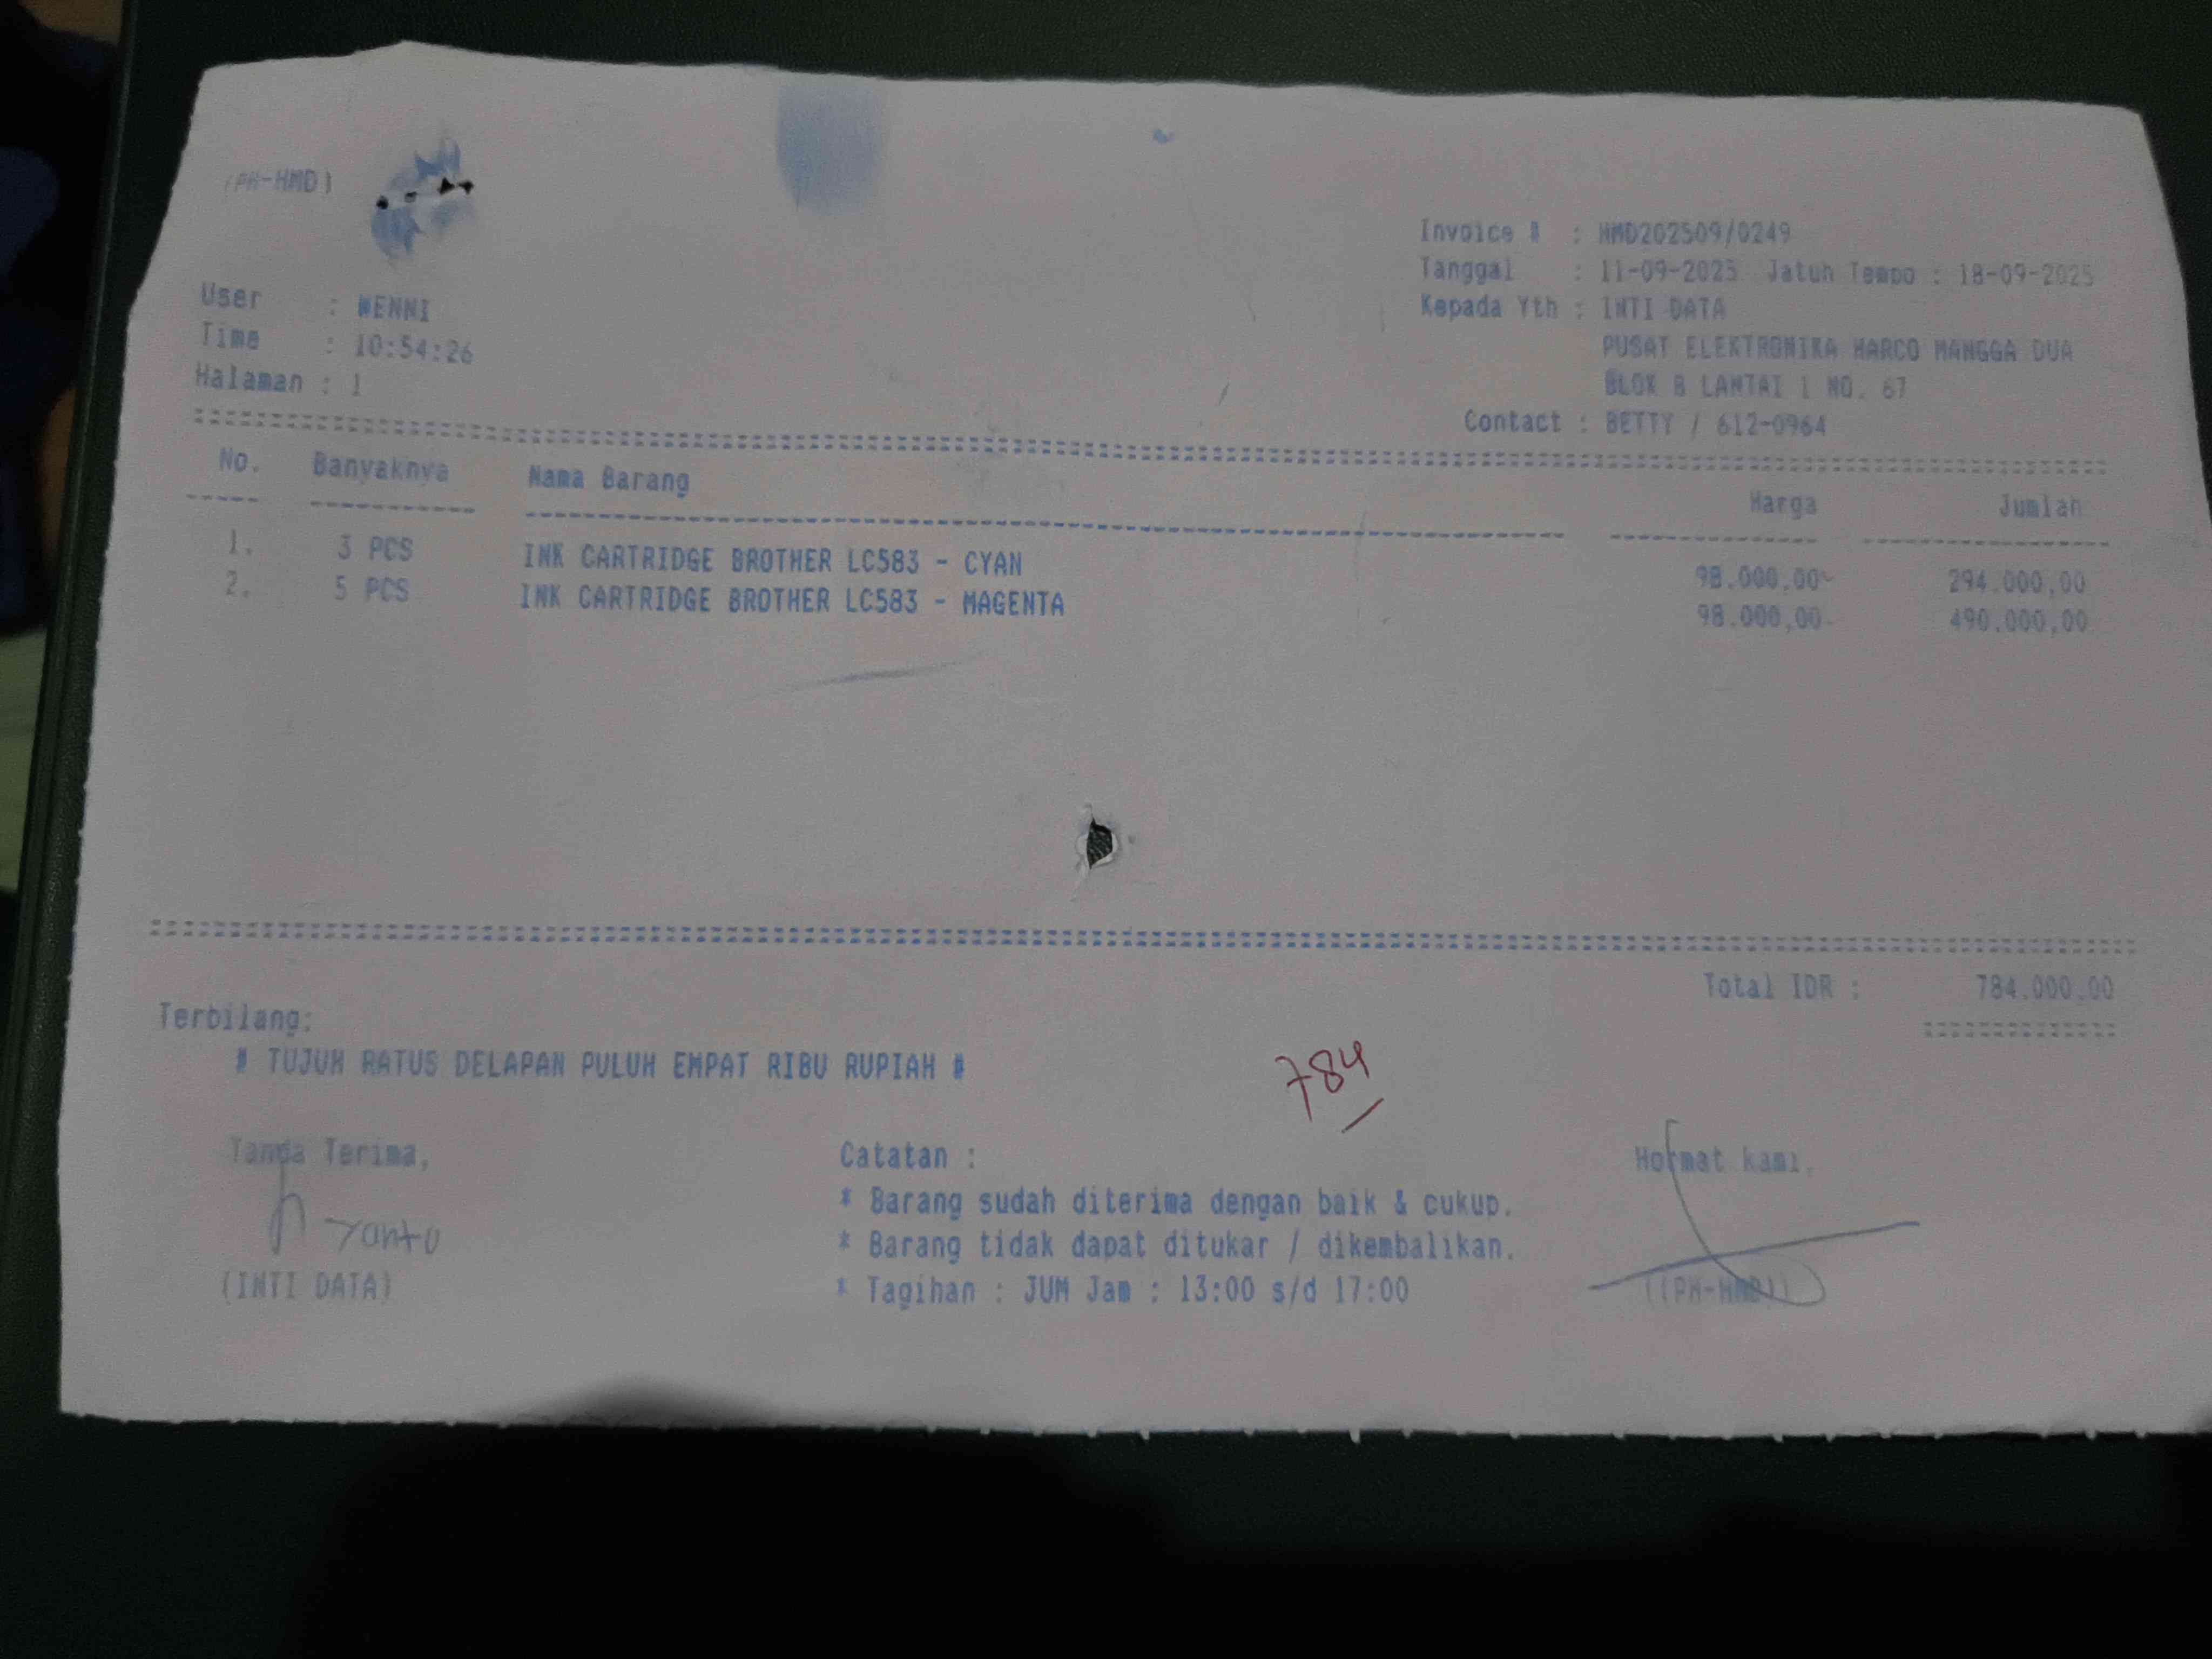 (PH-HMD)
Invoice # : HMD202509/0249
Tanggal : 11-09-2025 Jatuh Tempo : 18-09-2025
Kepada Yth : INTI DATA
PUSAT ELEKTRONIKA HARCO MANGGA DUA
BLOK B LANTAI 1 NO. 67
Contact : BETTY / 612-0964
User : WENNI
Time : 10:54:26
Halaman : 1
No. Banyaknya Nama Barang Harga Jumlah
1. 3 PCS INK CARTRIDGE BROTHER LC583 - CYAN 98.000,00 294.000,00
2. 5 PCS INK CARTRIDGE BROTHER LC583 - MAGENTA 98.000,00 490.000,00
Total IDR : 784.000,00
Terbilang:
# TUJUH RATUS DELAPAN PULUH EMPAT RIBU RUPIAH #
784
Tanda Terima,
Yanto
(INTI DATA)
Catatan :
* Barang sudah diterima dengan baik & cukup.
* Barang tidak dapat ditukar / dikembalikan.
* Tagihan : JUM Jam : 13:00 s/d 17:00
Hormat kami,
((PH-HMD))